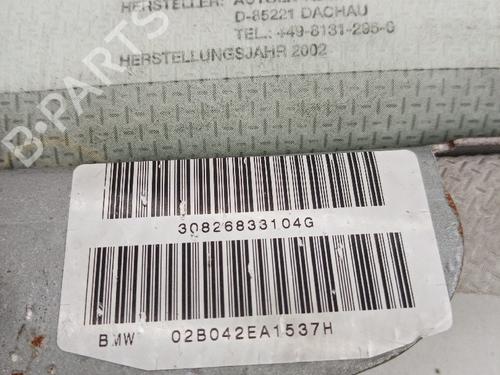 HERSTELLER:
D-85221 DACHAU
TEL.: +49-8131-295-0
HERSTELLUNGSJAHR 2002
B-PARTS
30826833104G
BMW 02B042EA1537H